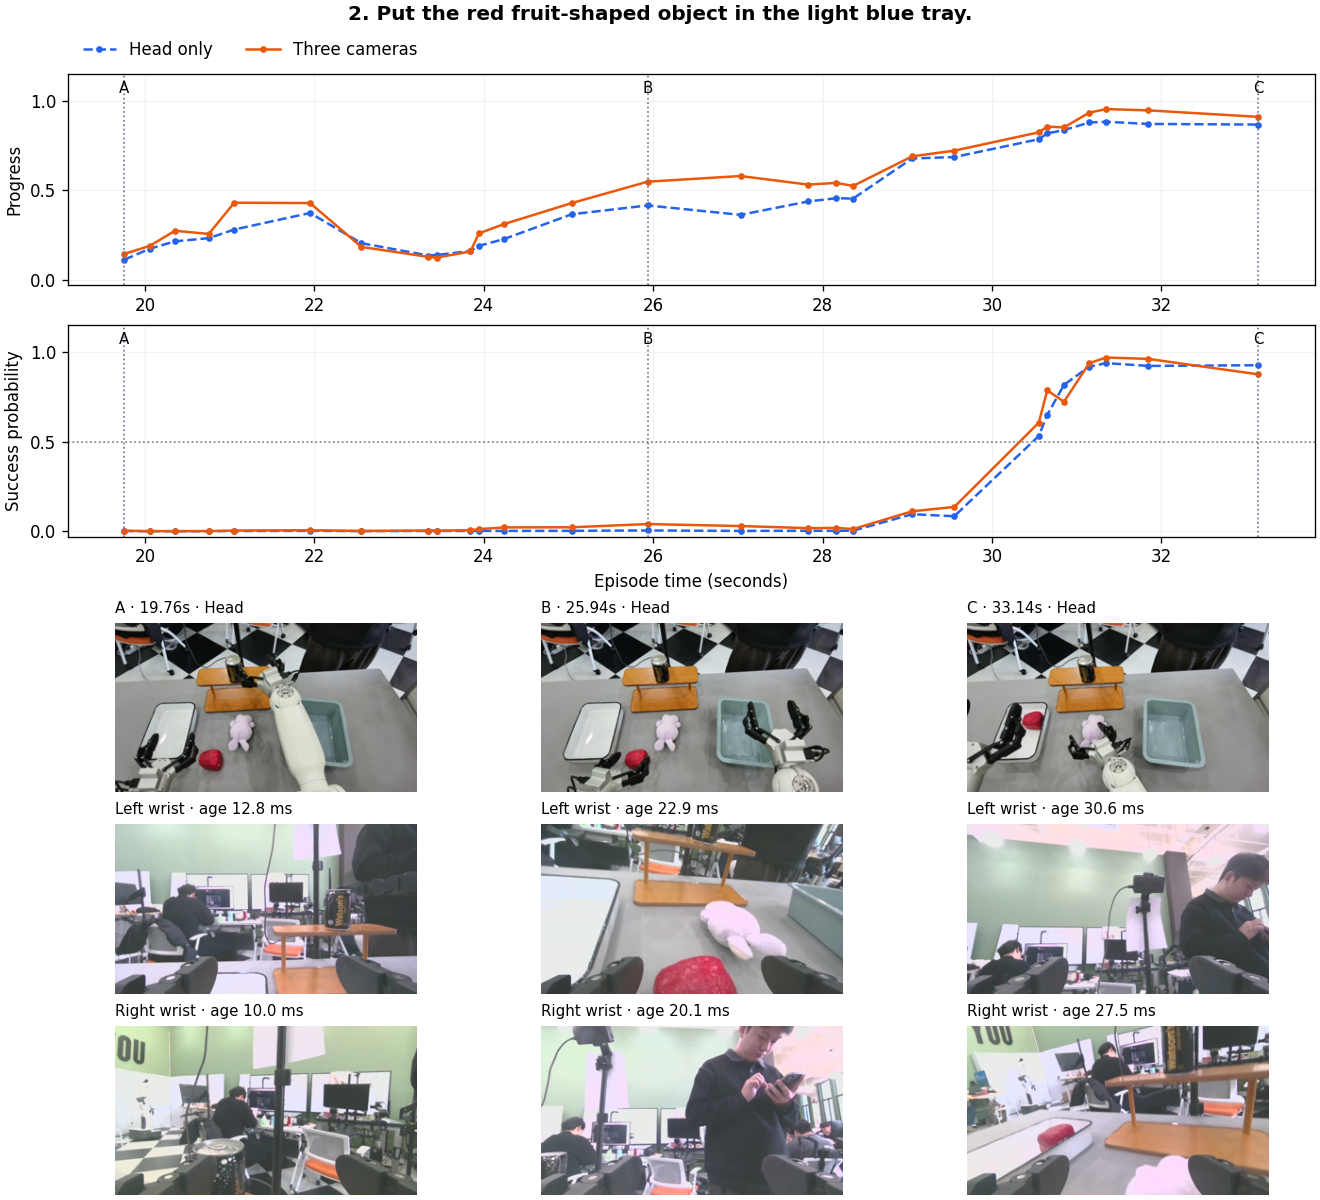 2. Put the red fruit-shaped object in the light blue tray.
Head only
Three cameras
A
B
C
1.0
0.5
0.0
Progress
20
22
24
26
28
30
32
A
B
C
1.0
0.5
0.0
Success probability
20
22
24
26
28
30
32
Episode time (seconds)
A · 19.76s · Head
B · 25.94s · Head
C · 33.14s · Head
Left wrist · age 12.8 ms
Left wrist · age 22.9 ms
Left wrist · age 30.6 ms
Watson's
Right wrist · age 10.0 ms
Right wrist · age 20.1 ms
Right wrist · age 27.5 ms
YOU